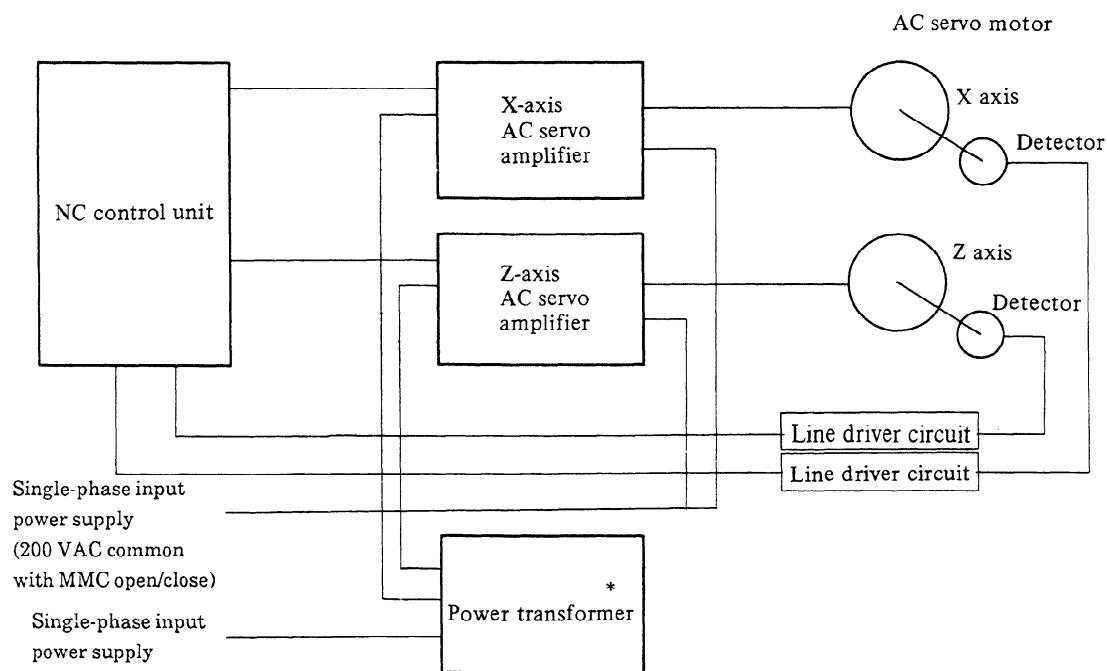 AC servo motor
NC control unit
X-axis
AC servo
amplifier
X axis
Detector
Z-axis
AC servo
amplifier
Z axis
Detector
Line driver circuit
Line driver circuit
Single-phase input
power supply
(200 VAC common
with MMC open/close)
*
Power transformer
Single-phase input
power supply